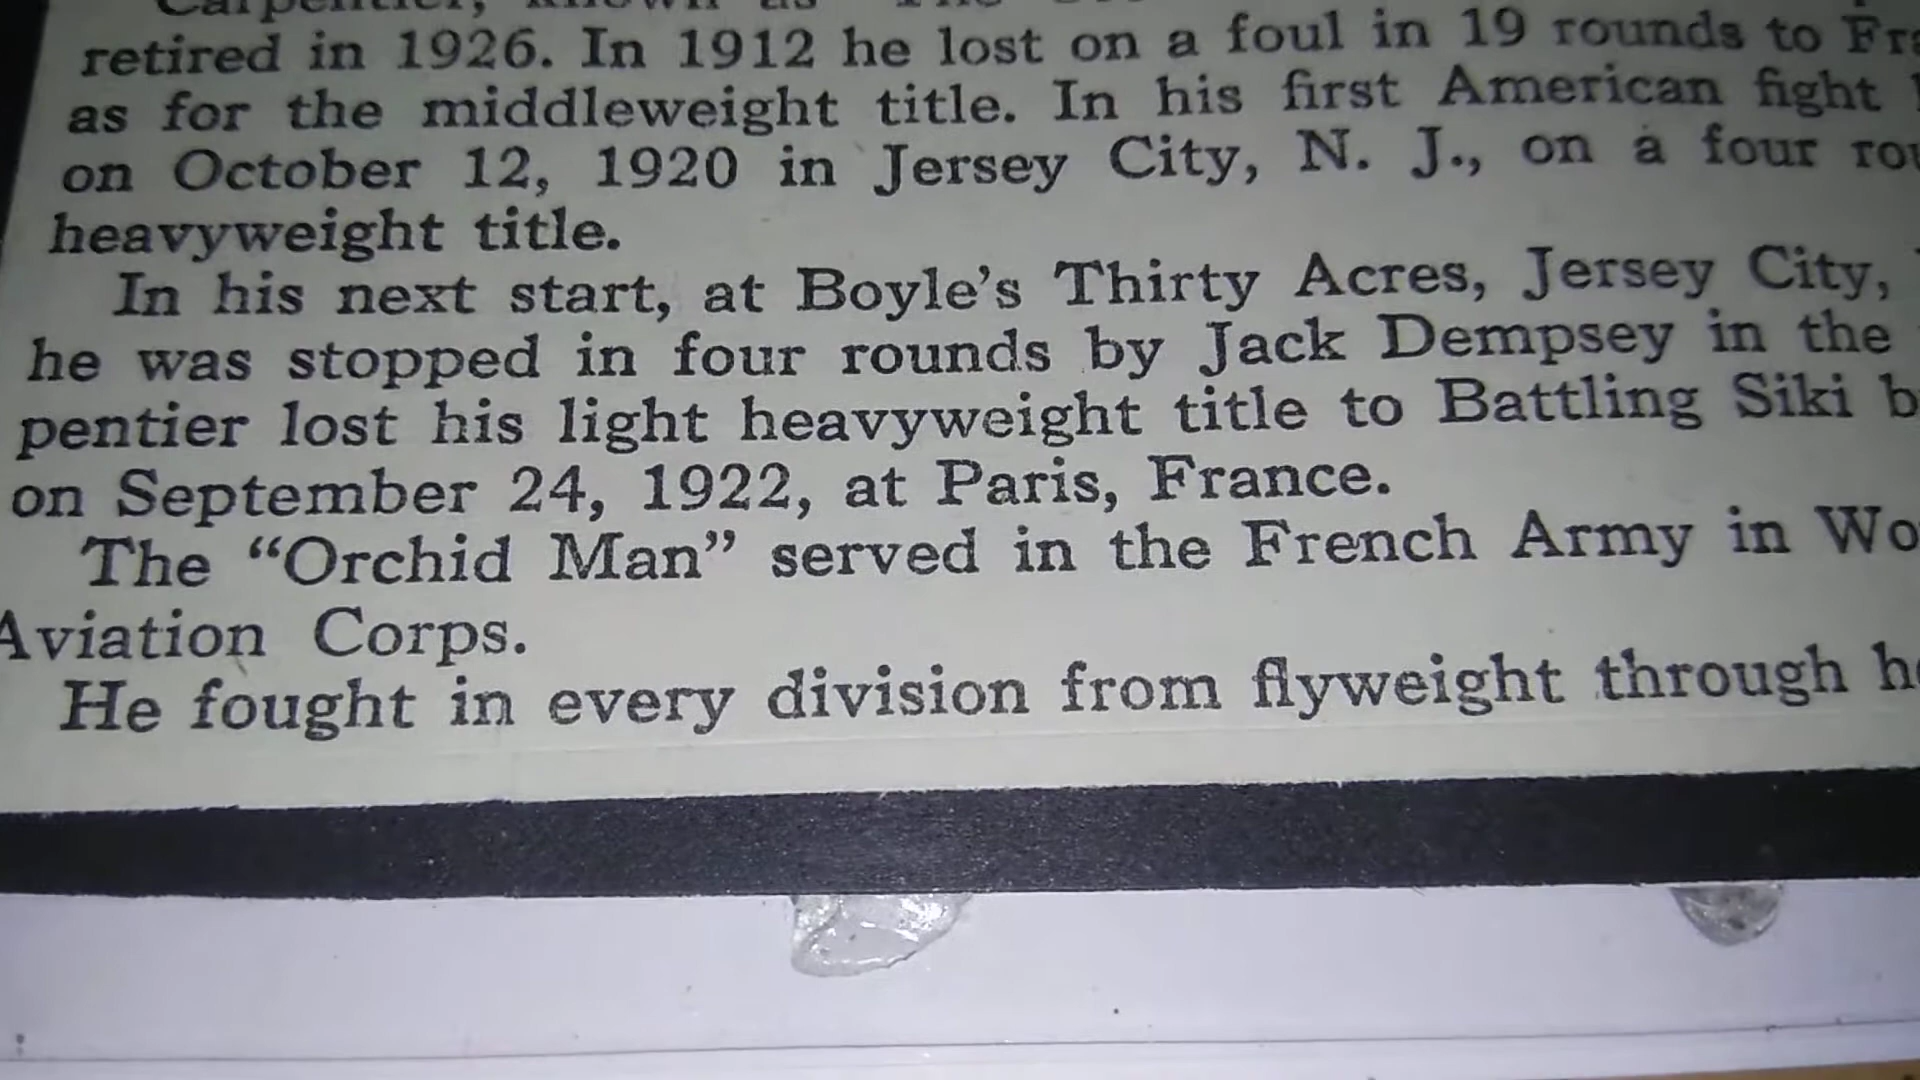 Carpentier, known as "The
retired in 1926. In 1912 he lost on a foul in 19 rounds to
as for the middleweight title. In his first American fight
on October 12, 1920 in Jersey City, N. J., on a four
heavyweight title.
In his next start, at Boyle's Thirty Acres, Jersey City,
he was stopped in four rounds by Jack Dempsey in the
pentier lost his light heavyweight title to Battling Siki
on September 24, 1922, at Paris, France.
The "Orchid Man" served in the French Army in
Aviation Corps.
He fought in every division from flyweight through